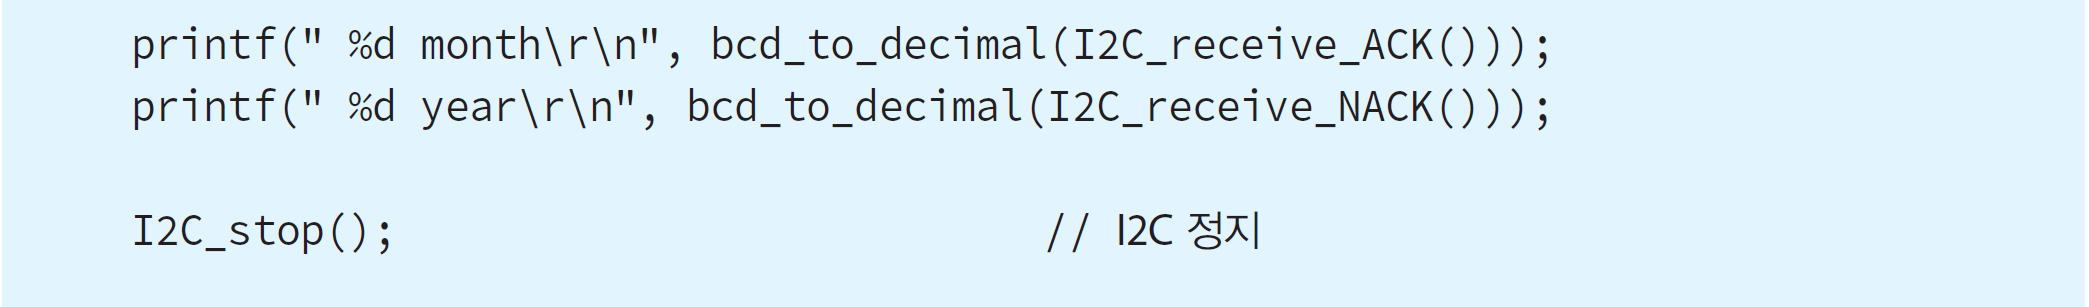 printf(" %d month\r\n", bcd_to_decimal(I2C_receive_ACK()));
printf(" %d year\r\n", bcd_to_decimal(I2C_receive_NACK()));
I2C_stop(); // I2C 정지